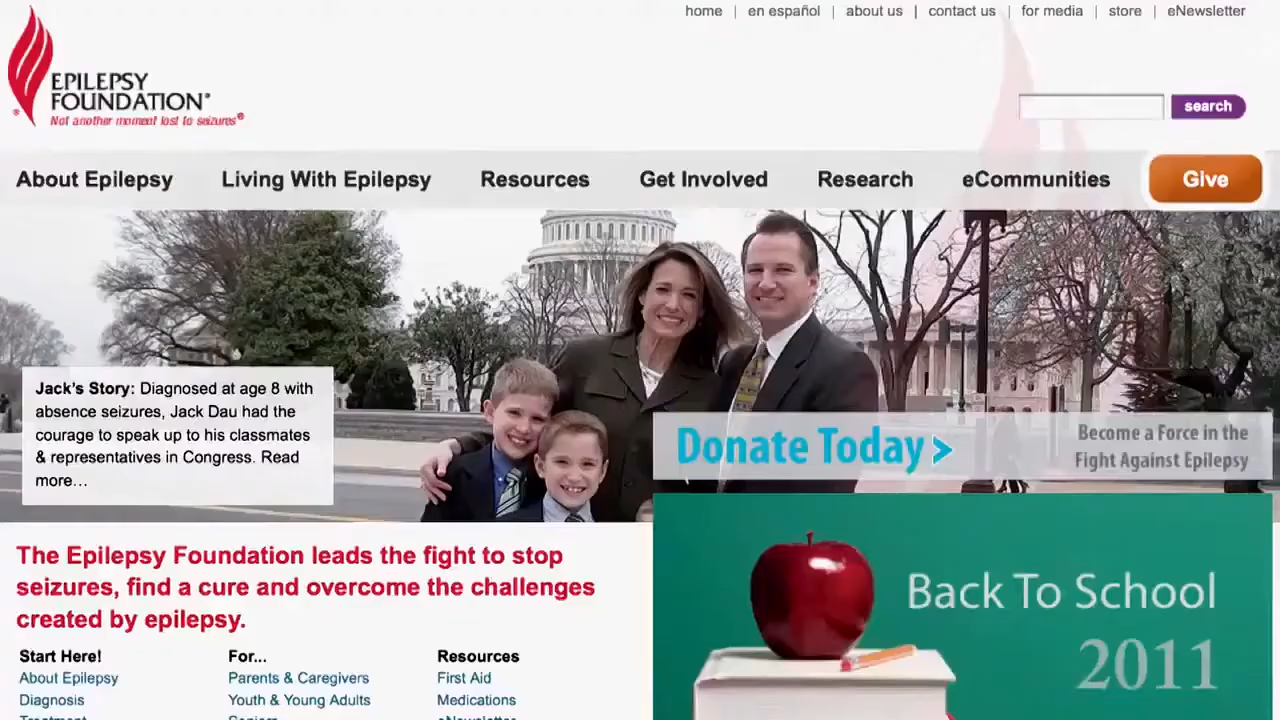 home | en español | about us | contact us | for media | store | eNewsletter
EPILEPSY
FOUNDATION®
Not another moment lost to seizures®
search
About Epilepsy
Living With Epilepsy
Resources
Get Involved
Research
eCommunities
Give
Jack's Story: Diagnosed at age 8 with
absence seizures, Jack Dau had the
courage to speak up to his classmates
& representatives in Congress. Read
more...
Donate Today >
Become a Force in the
Fight Against Epilepsy
The Epilepsy Foundation leads the fight to stop
seizures, find a cure and overcome the challenges
created by epilepsy.
Start Here!
About Epilepsy
Diagnosis
Treatment
For...
Parents & Caregivers
Youth & Young Adults
Seniors
Resources
First Aid
Medications
eNewsletter
Back To School
2011